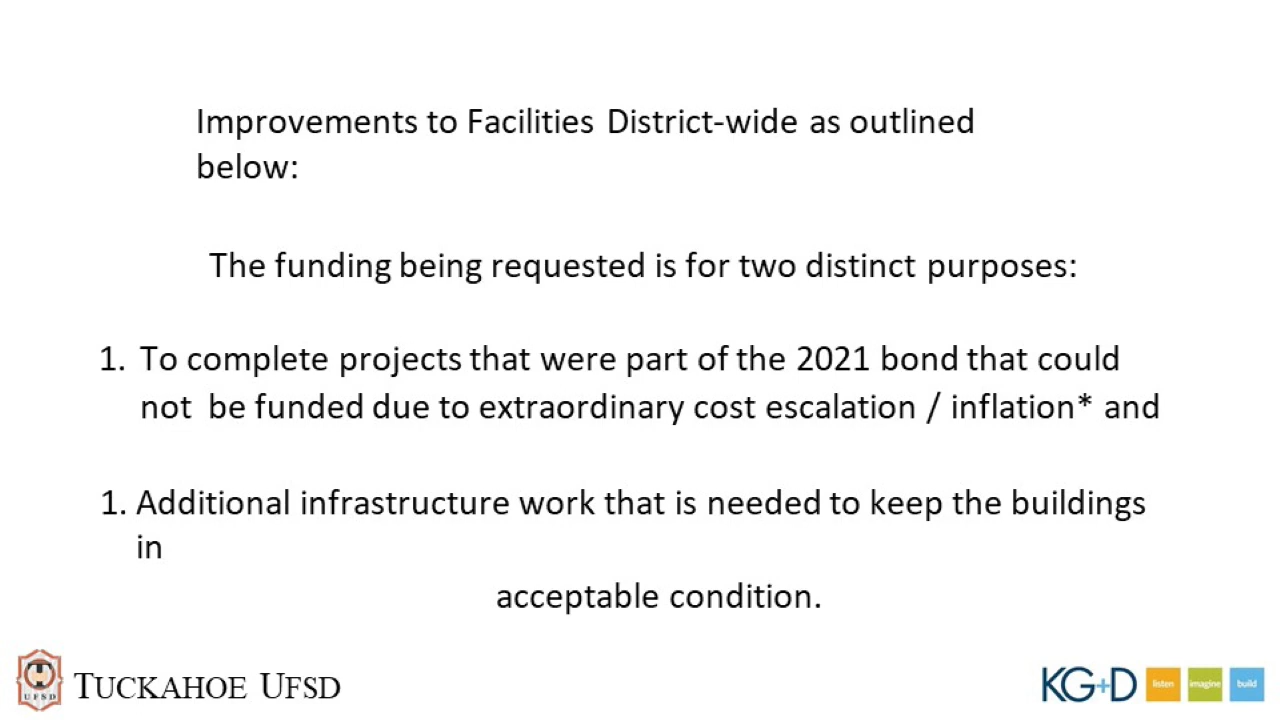 Improvements to Facilities District-wide as outlined
below:
The funding being requested is for two distinct purposes:
1. To complete projects that were part of the 2021 bond that could
not be funded due to extraordinary cost escalation / inflation* and
1. Additional infrastructure work that is needed to keep the buildings
in
acceptable condition.
UFSD
TUCKAHOE UFSD
KG+D listen imagine build